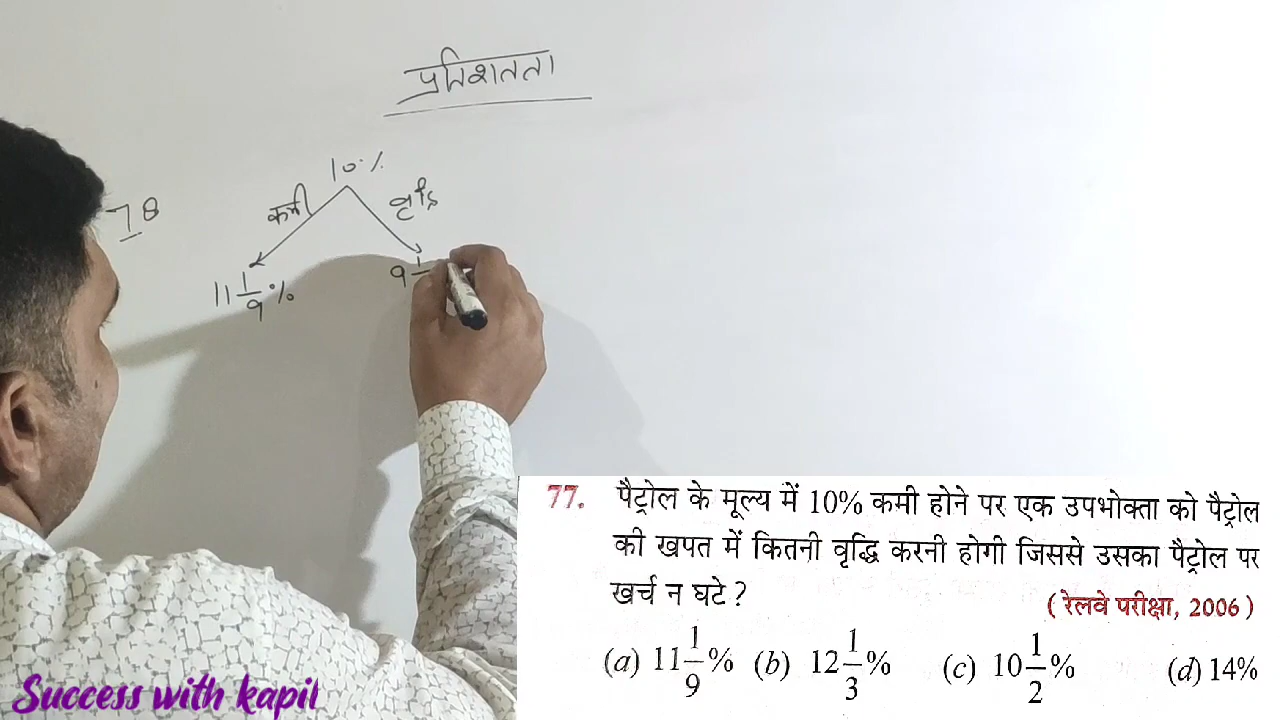 प्रतिशतता
10%
78
कमी वृद्धि
11 1/9 %
9 1
77. पैट्रोल के मूल्य में 10% कमी होने पर एक उपभोक्ता को पैट्रोल
की खपत में कितनी वृद्धि करनी होगी जिससे उसका पैट्रोल पर
खर्च न घटे ?
(रेलवे परीक्षा, 2006)
(a) 11 1/9 % (b) 12 1/3 % (c) 10 1/2 % (d) 14%
Success with kapil